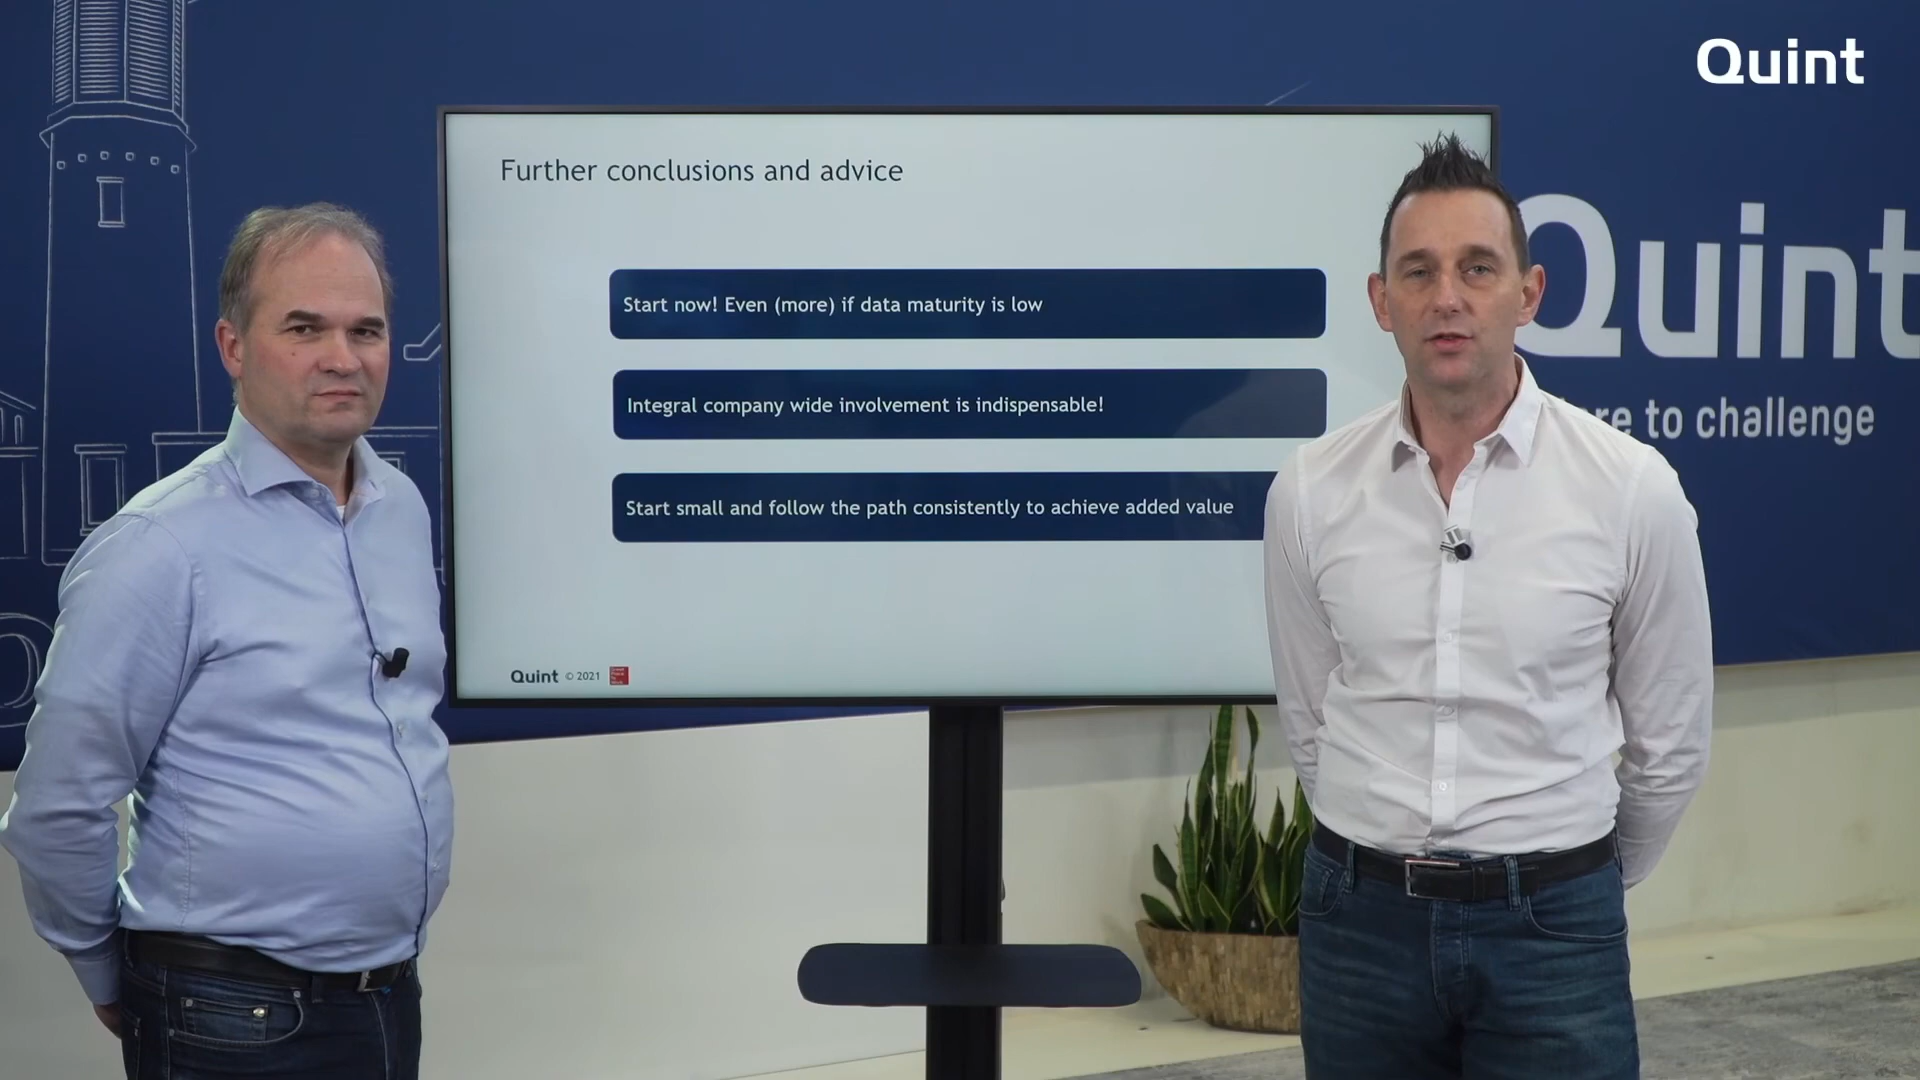 Quint
Further conclusions and advice
Start now! Even (more) if data maturity is low
Integral company wide involvement is indispensable!
Start small and follow the path consistently to achieve added value
Quint © 2021
Quint
to challenge